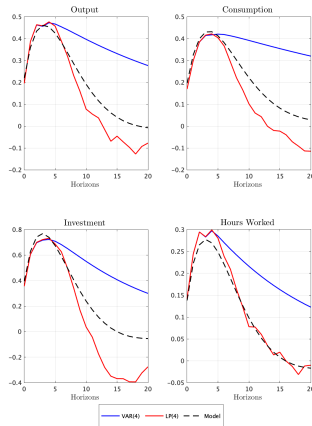 Output
0.5
0.4
0.3
0.2
0.1
0
-0.1
-0.2
0 5 10 15 20
Horizons
Consumption
0.5
0.4
0.3
0.2
0.1
0
-0.1
-0.2
0 5 10 15 20
Horizons
Investment
0.8
0.6
0.4
0.2
0
-0.2
-0.4
0 5 10 15 20
Horizons
Hours Worked
0.3
0.25
0.2
0.15
0.1
0.05
0
-0.05
0 5 10 15 20
Horizons
VAR(4) LP(4) Model